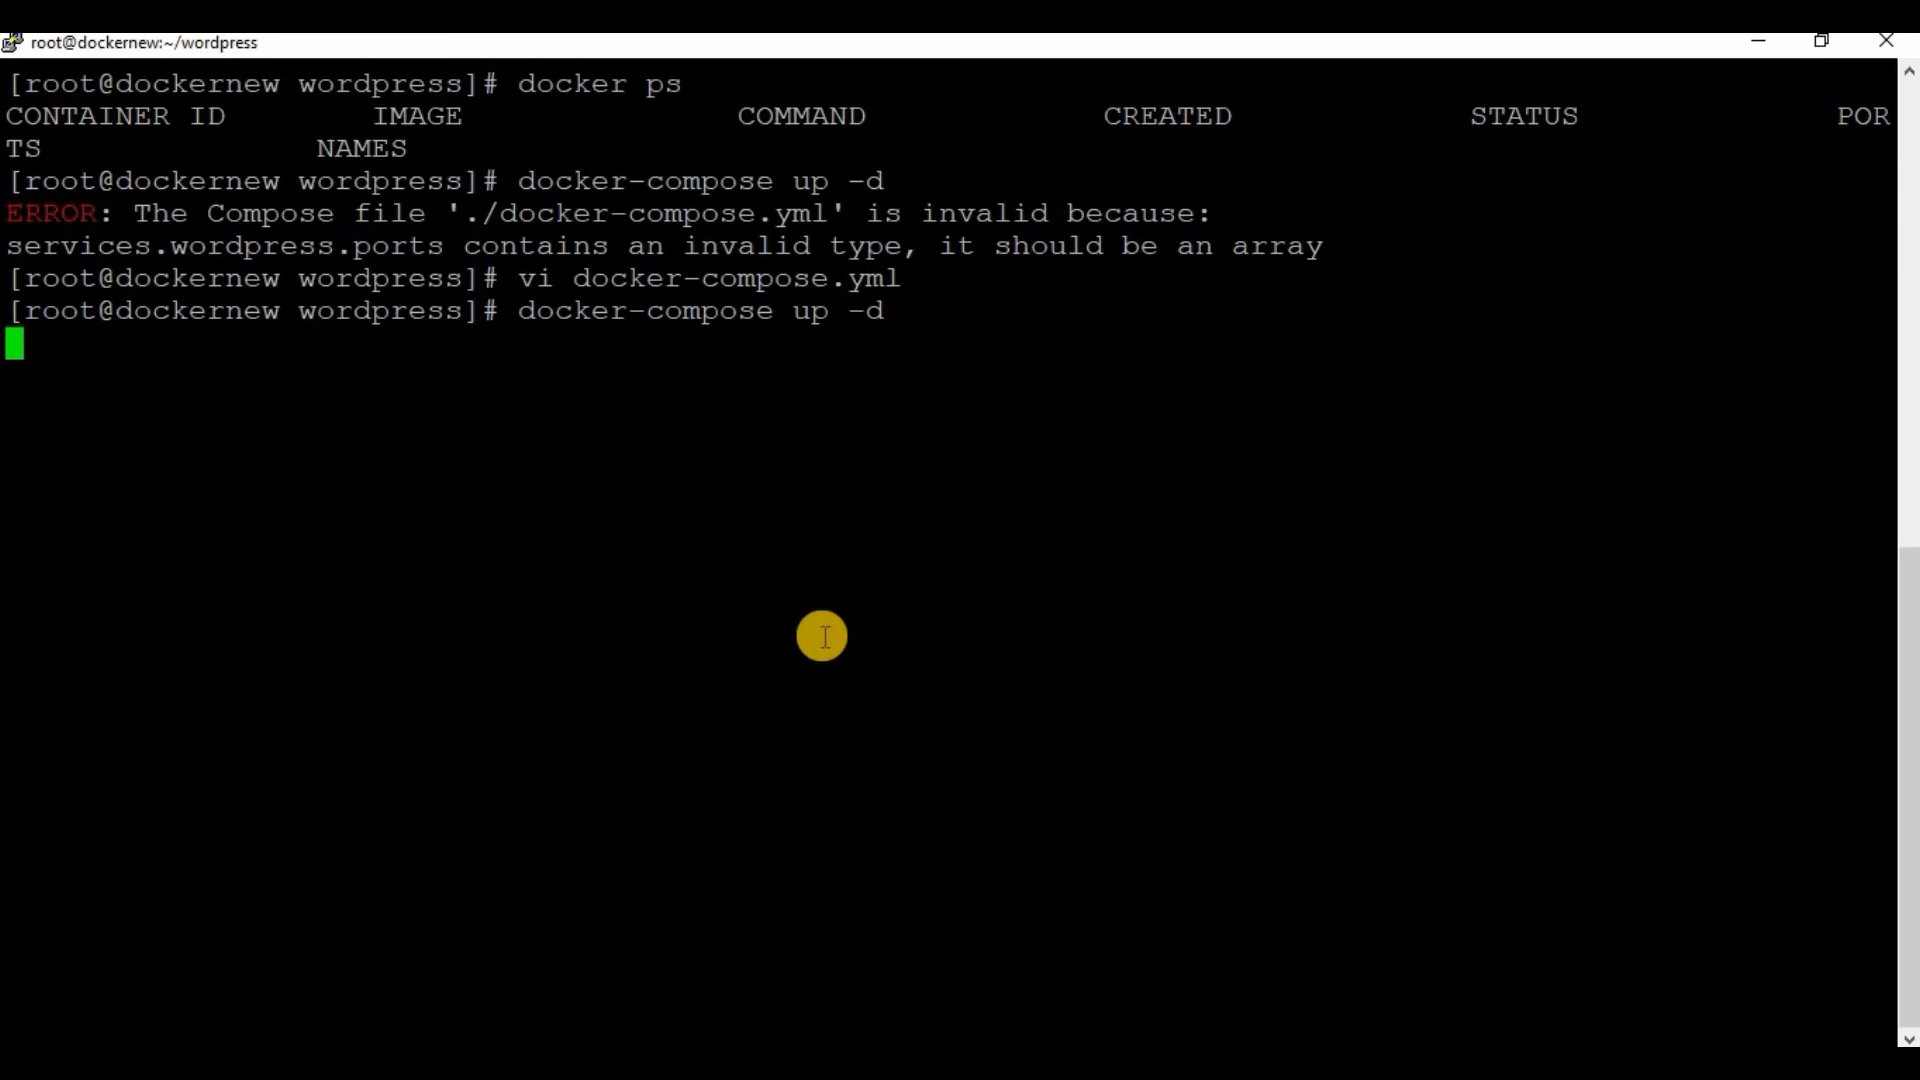 root@dockernew:~/wordpress
[root@dockernew wordpress]# docker ps
CONTAINER ID        IMAGE               COMMAND             CREATED             STATUS              POR
TS                 NAMES
[root@dockernew wordpress]# docker-compose up -d
ERROR: The Compose file './docker-compose.yml' is invalid because:
services.wordpress.ports contains an invalid type, it should be an array
[root@dockernew wordpress]# vi docker-compose.yml
[root@dockernew wordpress]# docker-compose up -d